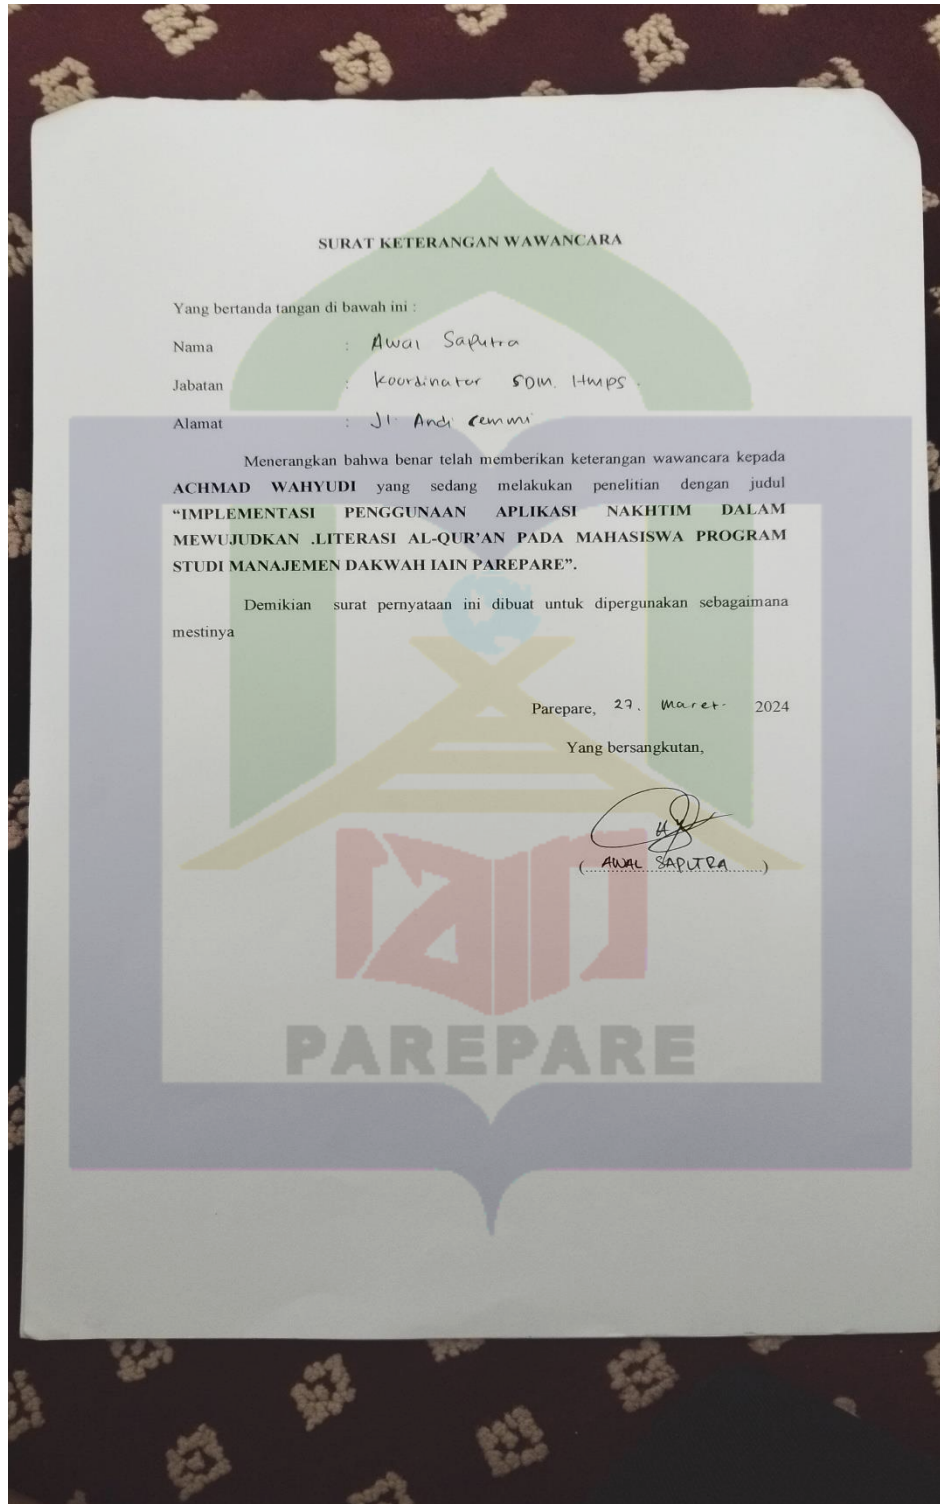 SURAT KETERANGAN WAWANCARA
Yang bertanda tangan di bawah ini :
Nama : Awal Saputra
Jabatan : Koordinator SDM. HMPS.
Alamat : Jl. Andi Cemmi
Menerangkan bahwa benar telah memberikan keterangan wawancara kepada
ACHMAD WAHYUDI yang sedang melakukan penelitian dengan judul
“IMPLEMENTASI PENGGUNAAN APLIKASI NAKHTIM DALAM
MEWUJUDKAN .LITERASI AL-QUR’AN PADA MAHASISWA PROGRAM
STUDI MANAJEMEN DAKWAH IAIN PAREPARE”.
Demikian surat pernyataan ini dibuat untuk dipergunakan sebagaimana
mestinya
Parepare, 27. Maret. 2024
Yang bersangkutan,
(AWAL SAPUTRA)
iain
PAREPARE